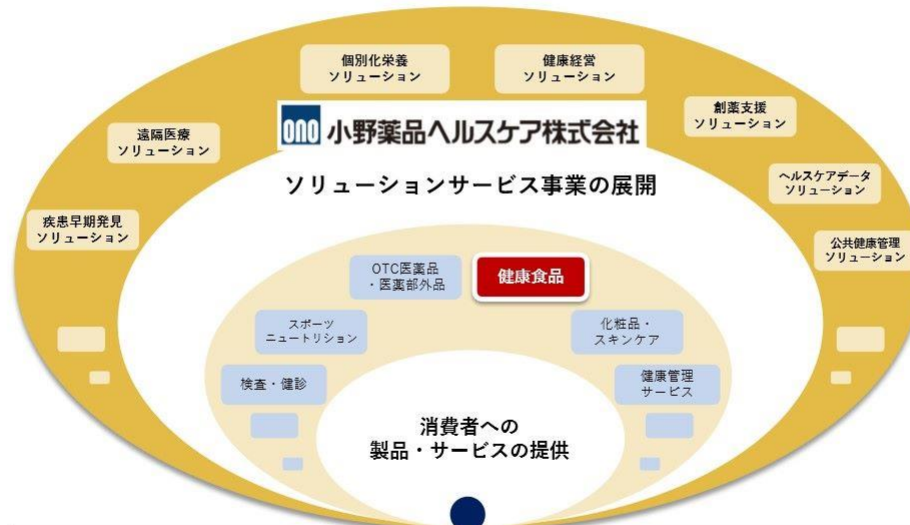 個別化栄養
ソリューション
健康経営
ソリューション
遠隔医療
ソリューション
創薬支援
ソリューション
ono 小野薬品ヘルスケア株式会社
ソリューションサービス事業の展開
疾患早期発見
ソリューション
ヘルスケアデータ
ソリューション
公共健康管理
ソリューション
OTC医薬品
・医薬部外品
健康食品
スポーツ
ニュートリション
化粧品・
スキンケア
検査・健診
健康管理
サービス
消費者への
製品・サービスの提供